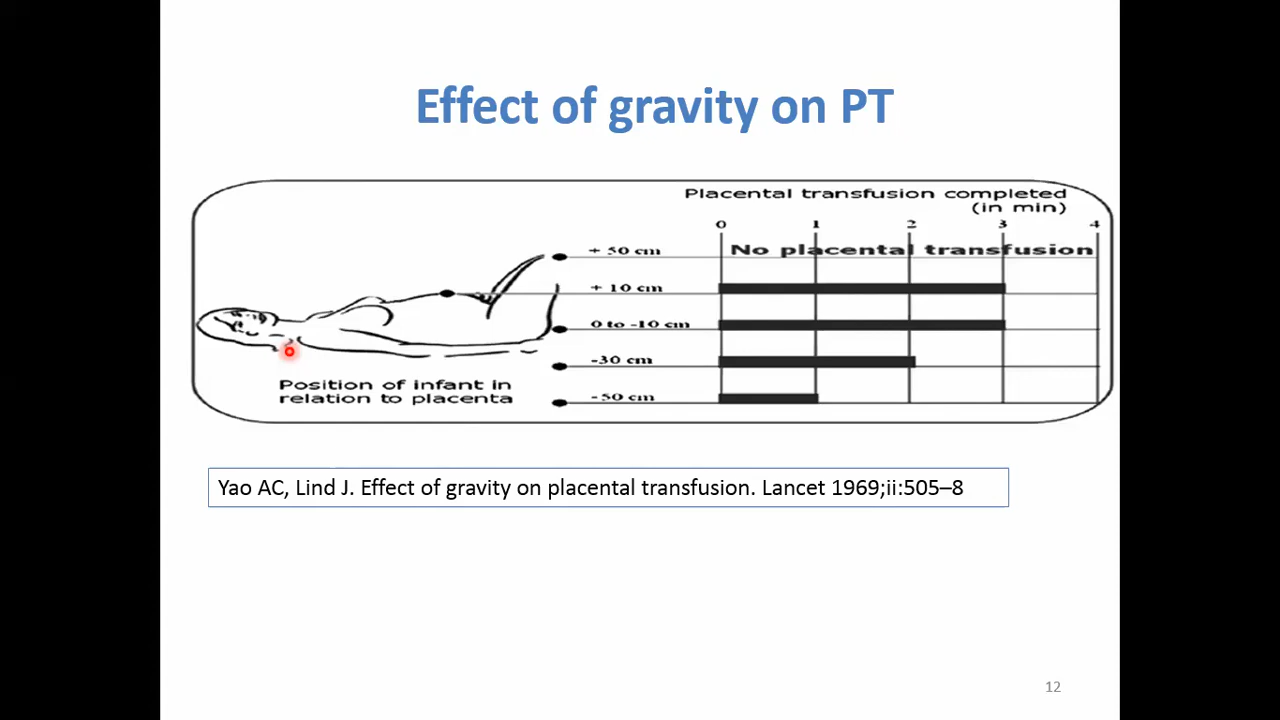 Effect of gravity on PT
Placental transfusion completed
(in min)
0 1 2 3 4
+ 50 cm No placental transfusion
+ 10 cm
0 to -10 cm
-30 cm
-50 cm
Position of infant in
relation to placenta
Yao AC, Lind J. Effect of gravity on placental transfusion. Lancet 1969;ii:505–8
12